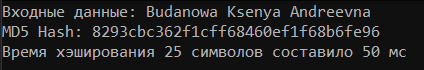 Входные данные: Budanowa Ksenya Andreevna
MD5 Hash: 8293cbc362f1cff68460ef1f68b6fe96
Время хэширования 25 символов составило 50 мс